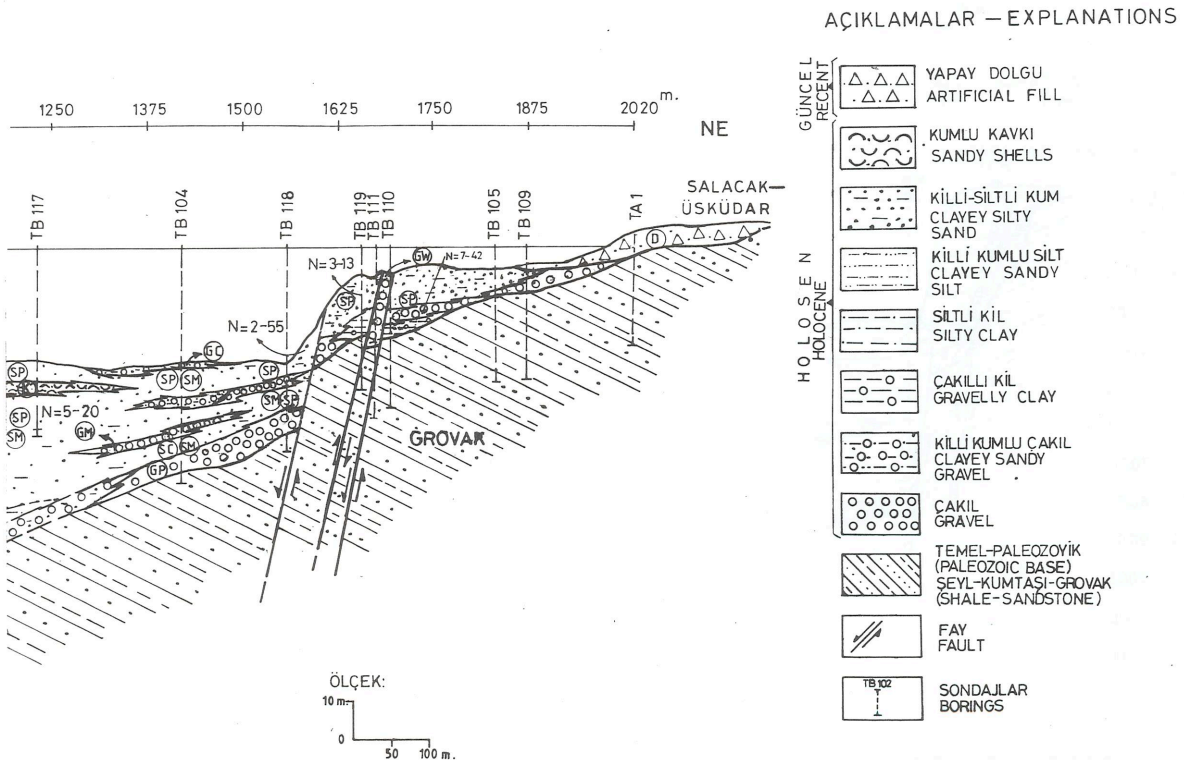 AÇIKLAMALAR — EXPLANATIONS
1250 1375 1500 1625 1750 1875 2020 m.
NE
SALACAK—
ÜSKÜDAR
TB 117
TB 104
TB 118
TB 119
TB 111
TB 110
TB 105
TB 109
TA 1
D
GW
N=3-13
N=7-42
SP
SP
N=2-55
GC
SP
SP SM
SP
N=5-20
SP
SM
GM
SM SP
SC SM
GP
GROVAK
ÖLÇEK:
10 m.
0
50 100 m.
GÜNCEL
RECENT
YAPAY DOLGU
ARTIFICIAL FILL
HOLOSEN
HOLOCENE
KUMLU KAVKI
SANDY SHELLS
KİLLİ-SİLTLİ KUM
CLAYEY SILTY
SAND
KİLLİ KUMLU SİLT
CLAYEY SANDY
SILT
SİLTLİ KİL
SILTY CLAY
ÇAKILLI KİL
GRAVELLY CLAY
KİLLİ KUMLU ÇAKIL
CLAYEY SANDY
GRAVEL
ÇAKIL
GRAVEL
TEMEL-PALEOZOYİK
(PALEOZOIC BASE)
ŞEYL-KUMTAŞI-GROVAK
(SHALE-SANDSTONE)
FAY
FAULT
TB 102
SONDAJLAR
BORINGS